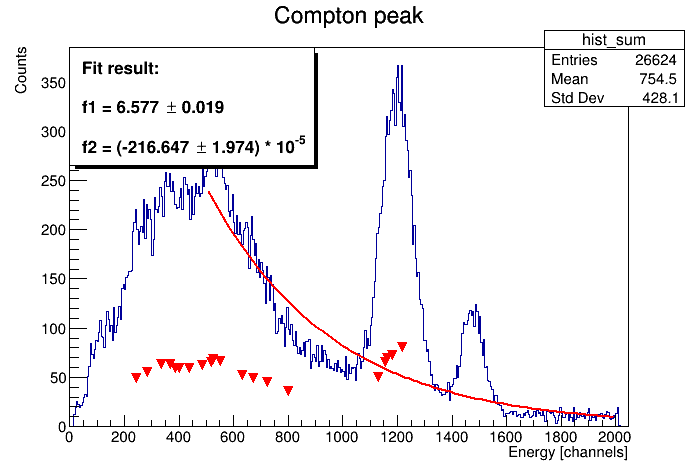 Compton peak
hist_sum
Entries 26624
Mean 754.5
Std Dev 428.1
Fit result:
f1 = 6.577 ± 0.019
f2 = (-216.647 ± 1.974) * 10^-5
Counts
350
300
250
200
150
100
50
0
0 200 400 600 800 1000 1200 1400 1600 1800 2000
Energy [channels]